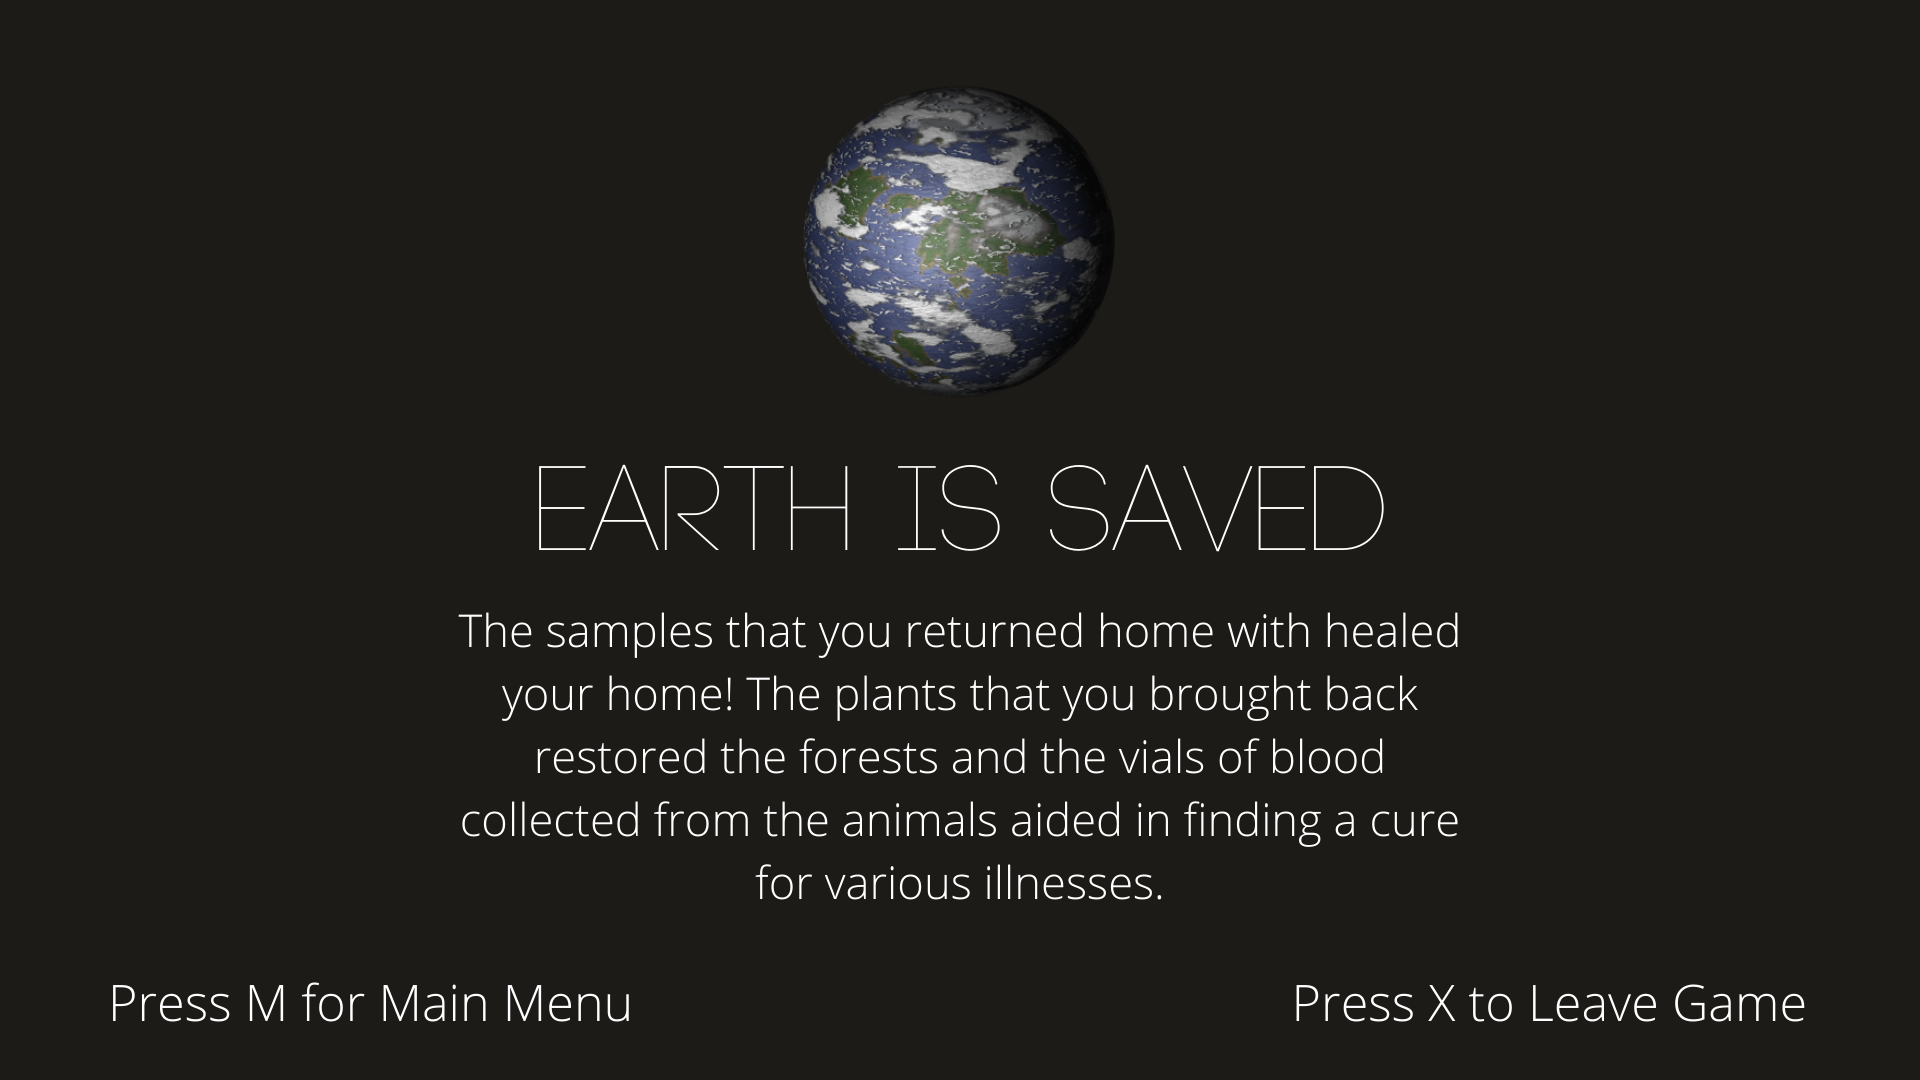 EARTH IS SAVED
The samples that you returned home with healed
your home! The plants that you brought back
restored the forests and the vials of blood
collected from the animals aided in finding a cure
for various illnesses.
Press M for Main Menu
Press X to Leave Game